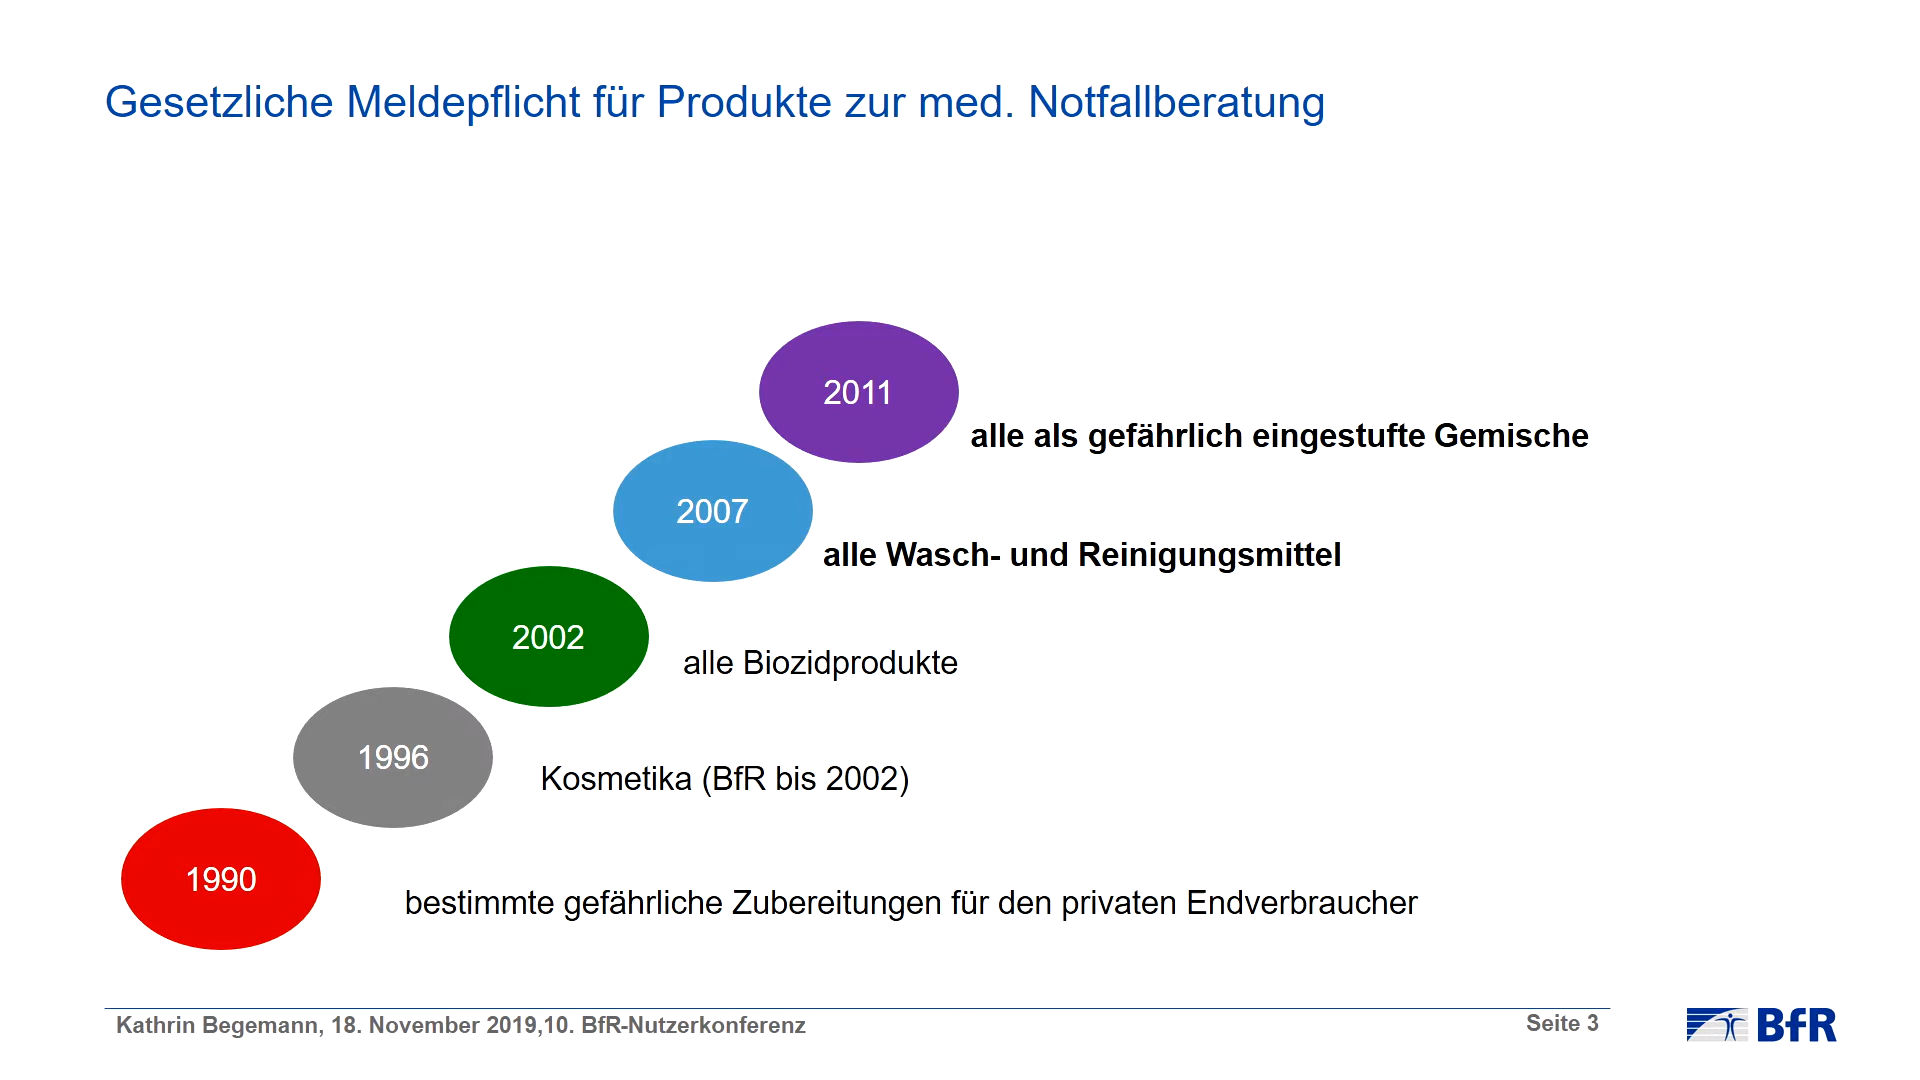 Gesetzliche Meldepflicht für Produkte zur med. Notfallberatung
2011
alle als gefährlich eingestufte Gemische
2007
alle Wasch- und Reinigungsmittel
2002
alle Biozidprodukte
1996
Kosmetika (BfR bis 2002)
1990
bestimmte gefährliche Zubereitungen für den privaten Endverbraucher
Kathrin Begemann, 18. November 2019,10. BfR-Nutzerkonferenz
Seite 3
BfR